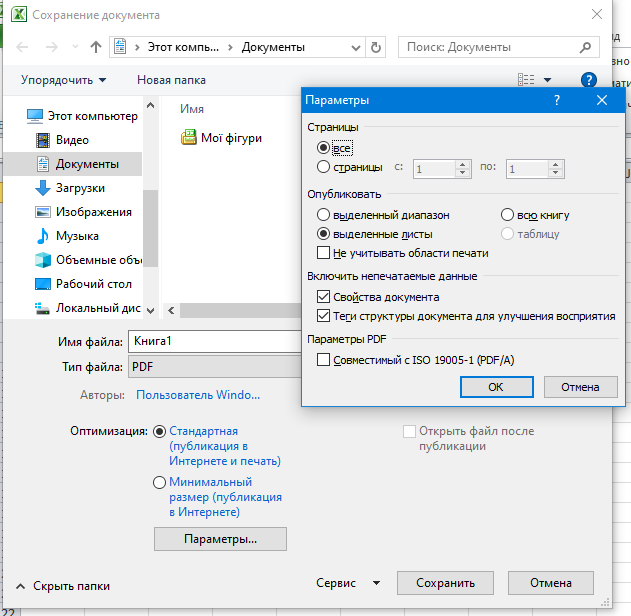 Сохранение документа
Этот компь... Документы
Поиск: Документы
Упорядочить
Новая папка
?
Этот компьютер
Видео
Документы
Загрузки
Изображения
Музыка
Объемные объе
Рабочий стол
Локальный дис
Имя
Мої фігури
Имя файла: Книга1
Тип файла: PDF
Авторы: Пользователь Windo...
Оптимизация:
Стандартная
(публикация в
Интернете и печать)
Минимальный
размер (публикация
в Интернете)
Открыть файл после
публикации
Параметры...
Скрыть папки
Сервис
Сохранить
Отмена
Параметры
?
Страницы
все
страницы с: 1 по: 1
Опубликовать
выделенный диапазон
всю книгу
выделенные листы
таблицу
Не учитывать области печати
Включить непечатаемые данные
Свойства документа
Теги структуры документа для улучшения восприятия
Параметры PDF
Совместимый с ISO 19005-1 (PDF/A)
ОК
Отмена
22